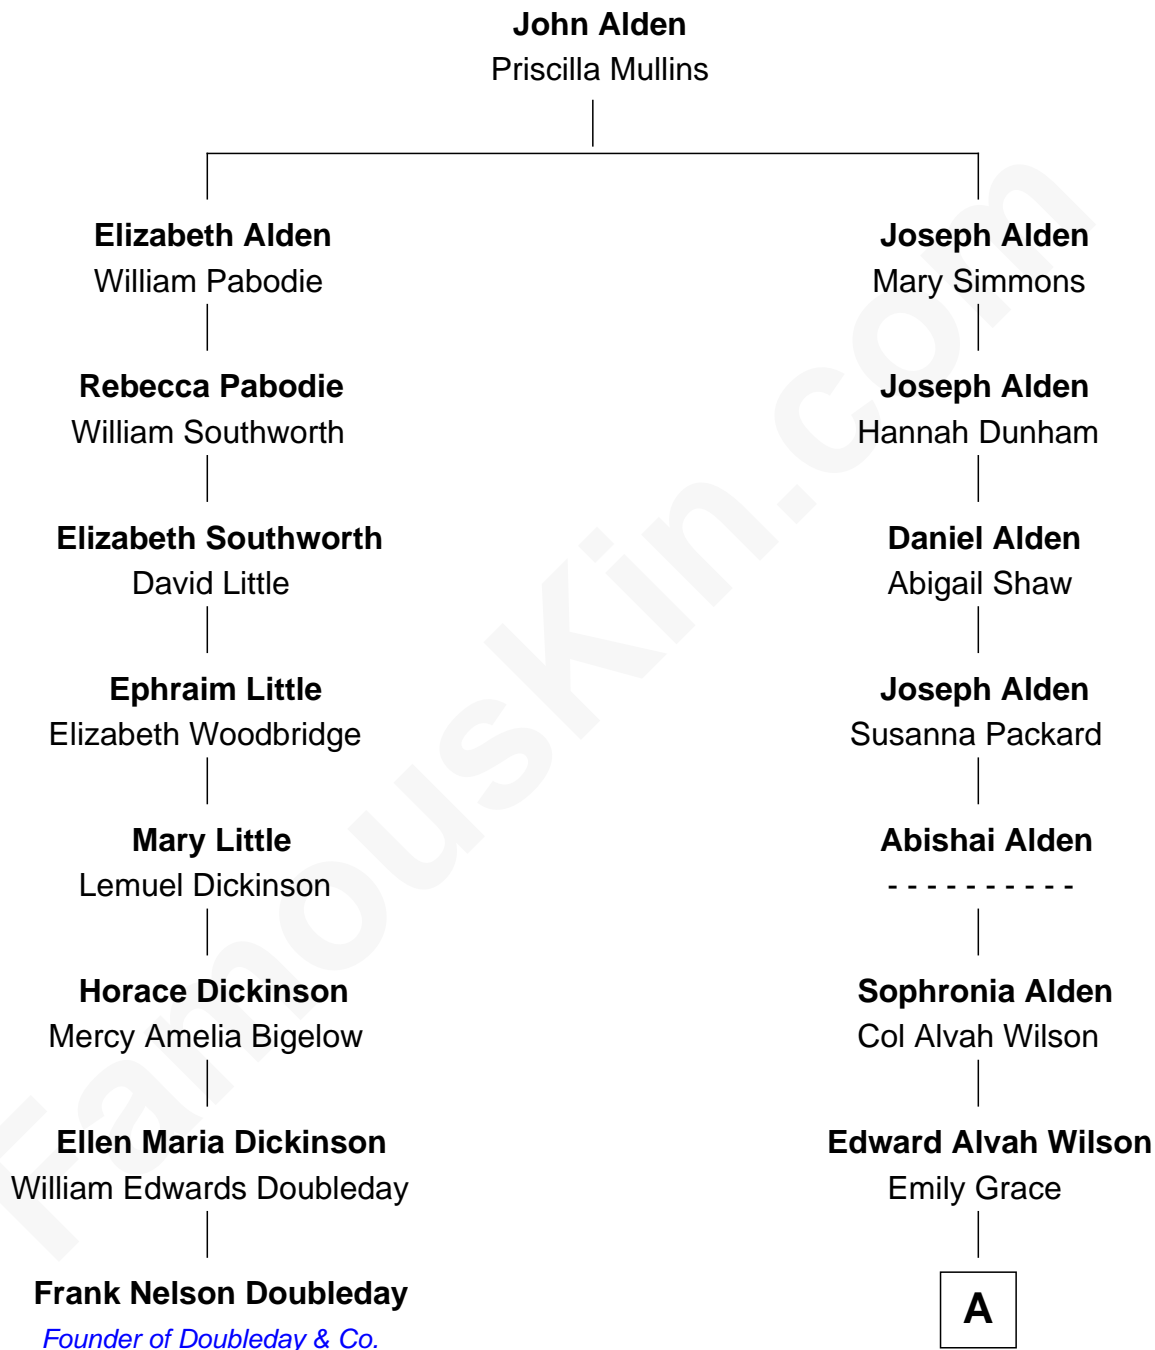 John Alden
Priscilla Mullins
Elizabeth Alden
William Pabodie
Joseph Alden
Mary Simmons
Rebecca Pabodie
William Southworth
Joseph Alden
Hannah Dunham
Elizabeth Southworth
David Little
Daniel Alden
Abigail Shaw
Ephraim Little
Elizabeth Woodbridge
Joseph Alden
Susanna Packard
Mary Little
Lemuel Dickinson
Abishai Alden
- - - - - - - - - -
Horace Dickinson
Mercy Amelia Bigelow
Sophronia Alden
Col Alvah Wilson
Ellen Maria Dickinson
William Edwards Doubleday
Edward Alvah Wilson
Emily Grace
Frank Nelson Doubleday
Founder of Doubleday & Co.
A
FamousKin.com